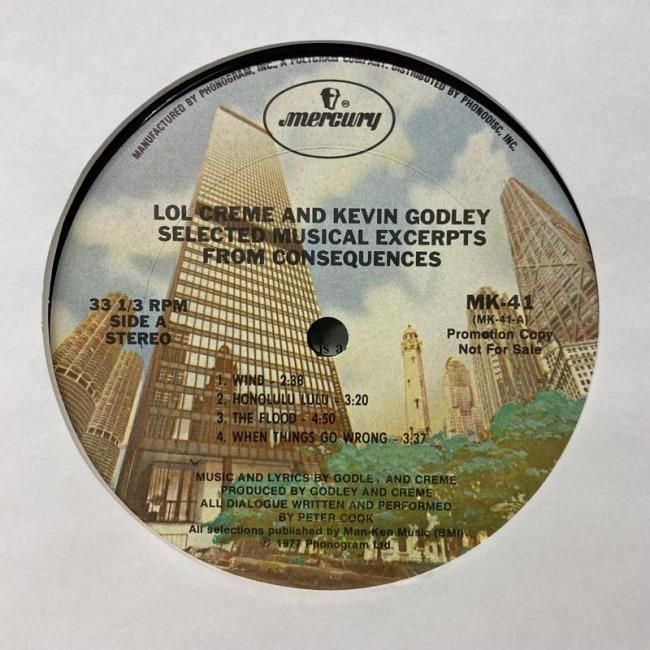 MANUFACTURED BY PHONOGRAM, INC., A POLYGRAM COMPANY. DISTRIBUTED BY PHONODISC, INC.
®
mercury
LOL CREME AND KEVIN GODLEY
SELECTED MUSICAL EXCERPTS
FROM CONSEQUENCES
33 1/3 RPM
SIDE A
STEREO
MK-41
(MK-41-A)
Promotion Copy
Not For Sale
is a
1. WIND - 2:38
2. HONOLULU LULU - 3:20
3. THE FLOOD - 4:50
4. WHEN THINGS GO WRONG - 3:37
MUSIC AND LYRICS BY GODLEY AND CREME
PRODUCED BY GODLEY AND CREME
ALL DIALOGUE WRITTEN AND PERFORMED
BY PETER COOK
All selections published by Man-Ken Music (BMI)
℗ 1977 Phonogram Ltd.